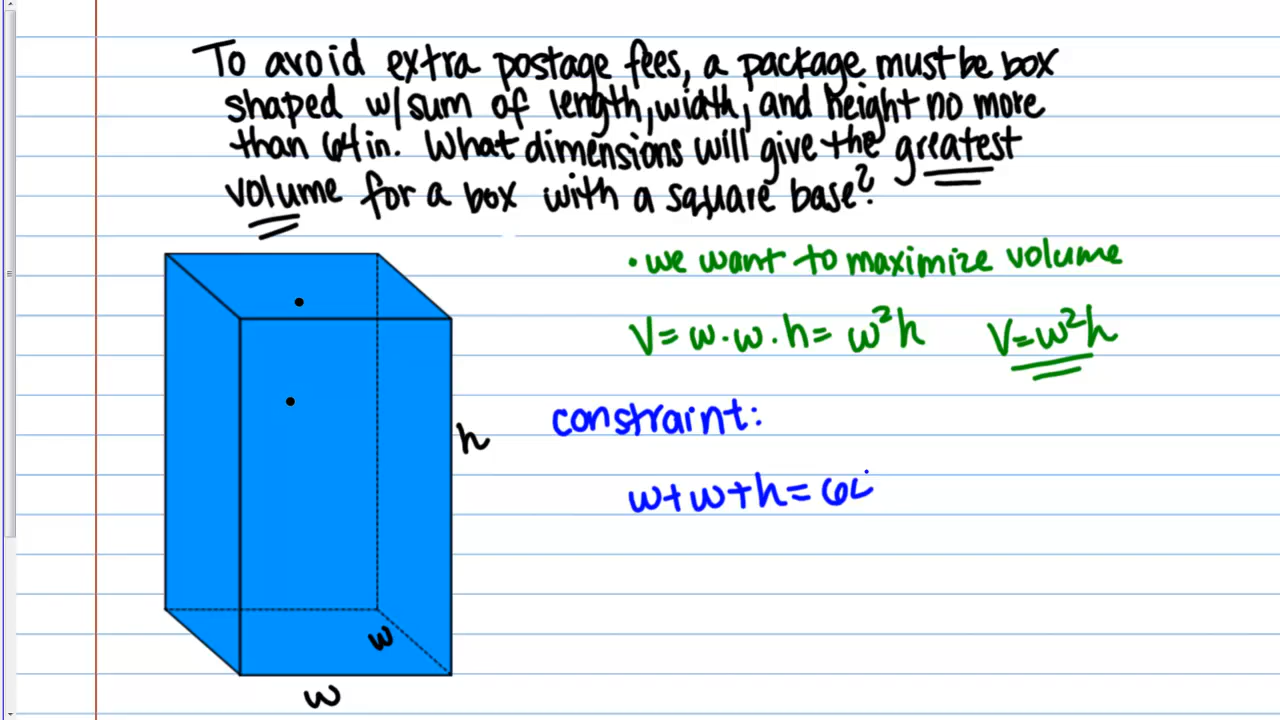 To avoid extra postage fees, a package must be box
shaped w/ sum of length, width, and height no more
than 64 in. What dimensions will give the greatest
volume for a box with a square base?
• we want to maximize volume
V = w · w · h = w²h V = w²h
constraint:
h
w + w + h = 64
w
w